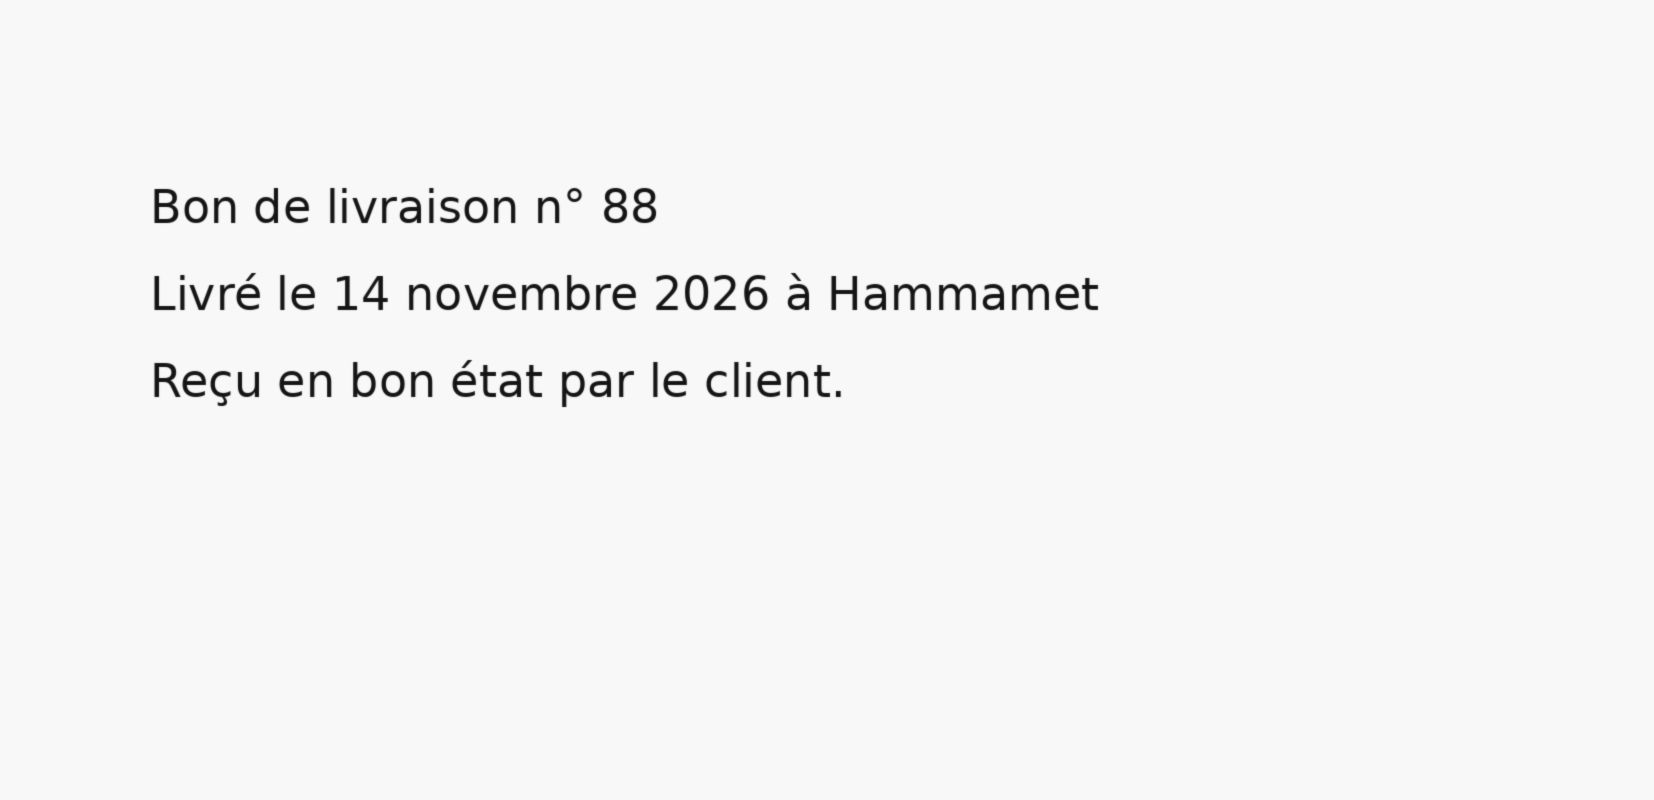 Bon de livraison n° 88
Livré le 14 novembre 2026 à Hammamet
Reçu en bon état par le client.